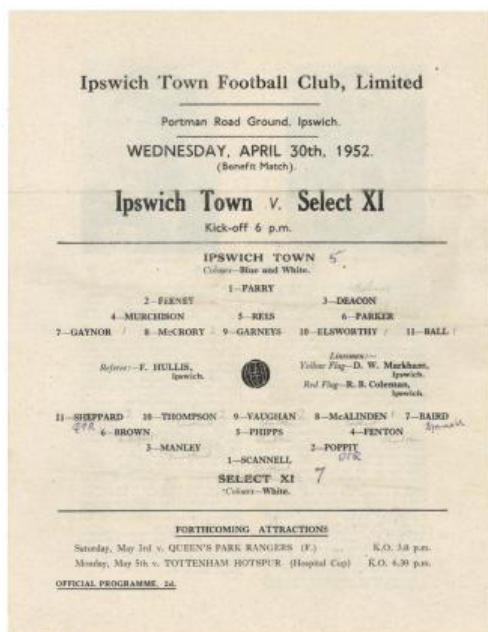 Ipswich Town Football Club, Limited
Portman Road Ground, Ipswich.
WEDNESDAY, APRIL 30th, 1952.
(Benefit Match).
Ipswich Town v. Select XI
Kick-off 6 p.m.
IPSWICH TOWN 5
Colours—Blue and White.
1—PARRY
2—FEENEY 3—DEACON
4—MURCHISON 5—REES 6—PARKER
7—GAYNOR 8—McCRORY 9—GARNEYS 10—ELSWORTHY 11—BALL
Referee:—F. HULLIS,
Ipswich.
Linesmen:—
Yellow Flag—D. W. Markham,
Ipswich.
Red Flag—R. B. Coleman,
Ipswich.
11—SHEPPARD 10—THOMPSON 9—VAUGHAN 8—McALINDEN 7—BAIRD
6—BROWN 5—PHIPPS 4—FENTON
3—MANLEY 2—POPPIT
1—SCANNELL
SELECT XI 7
Colours—White.
FORTHCOMING ATTRACTIONS
Saturday, May 3rd v. QUEEN'S PARK RANGERS (F.) ... K.O. 3.0 p.m.
Monday, May 5th v. TOTTENHAM HOTSPUR (Hospital Cup) K.O. 6.30 p.m.
OFFICIAL PROGRAMME, 2d.